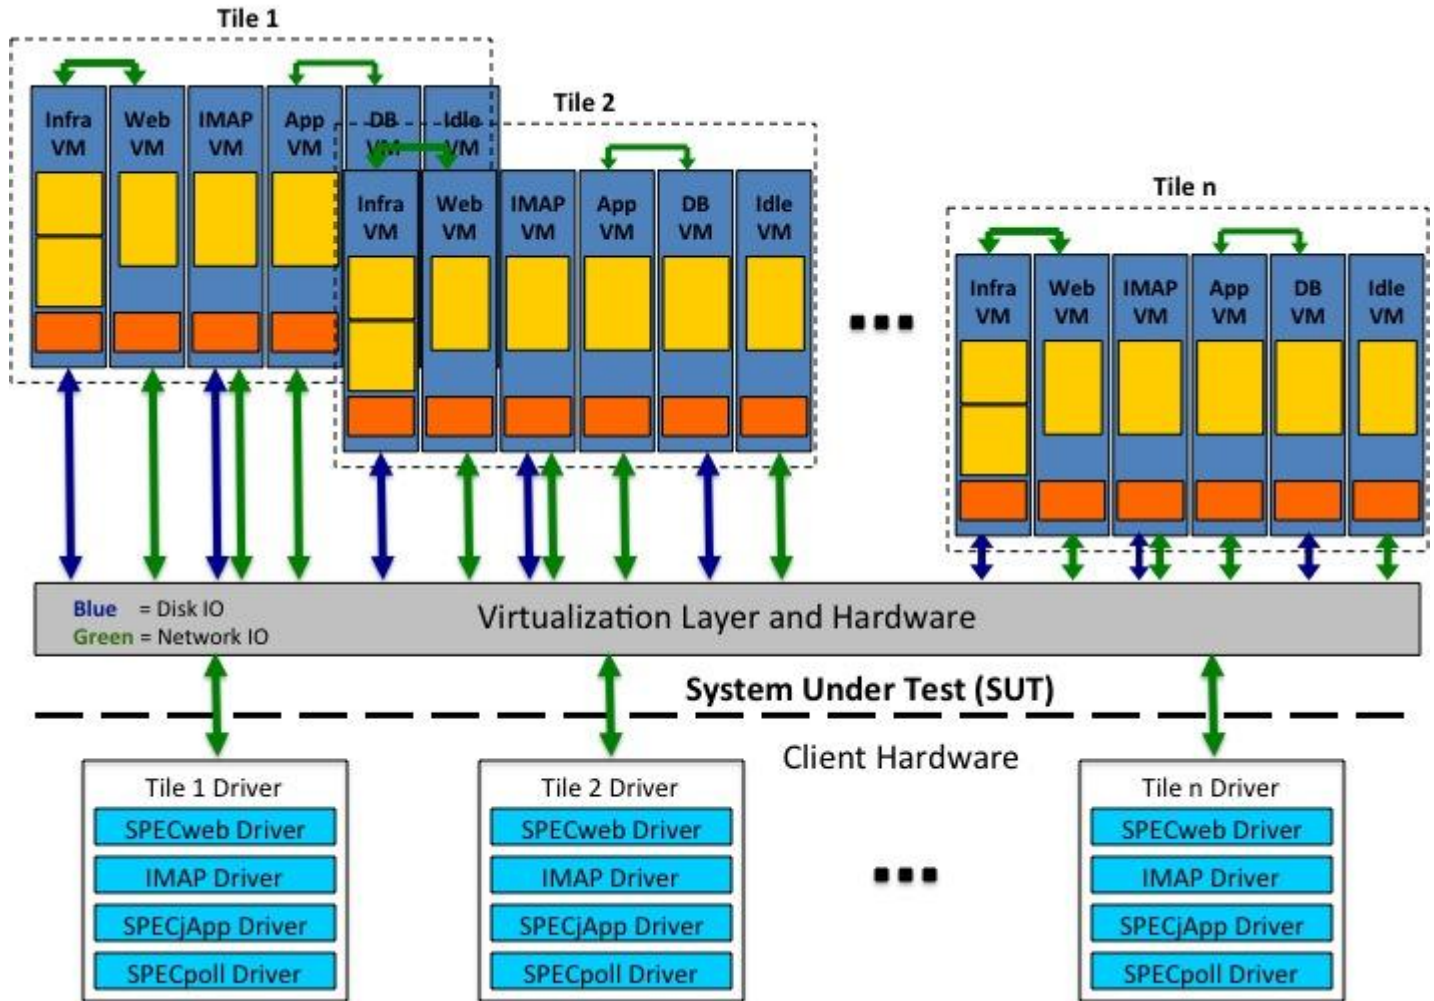 Tile 1
Infra VM
Web VM
IMAP VM
App VM
DB VM
Idle VM
Tile 2
Infra VM
Web VM
IMAP VM
App VM
DB VM
Idle VM
Tile n
Infra VM
Web VM
IMAP VM
App VM
DB VM
Idle VM
Blue = Disk IO
Green = Network IO
Virtualization Layer and Hardware
System Under Test (SUT)
Client Hardware
Tile 1 Driver
SPECweb Driver
IMAP Driver
SPECjApp Driver
SPECpoll Driver
Tile 2 Driver
SPECweb Driver
IMAP Driver
SPECjApp Driver
SPECpoll Driver
Tile n Driver
SPECweb Driver
IMAP Driver
SPECjApp Driver
SPECpoll Driver